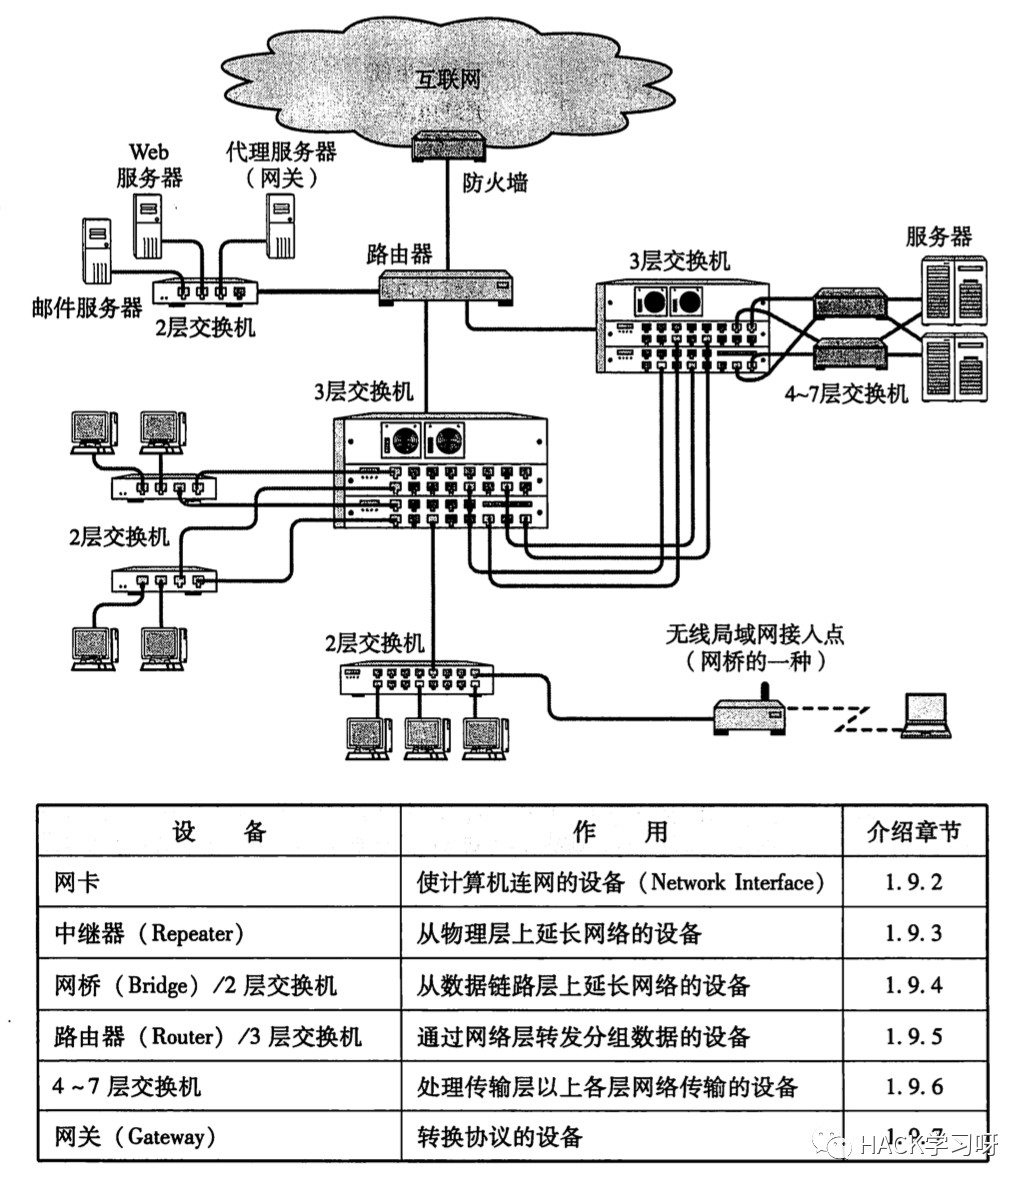 互联网
防火墙
Web
服务器
代理服务器
（网关）
邮件服务器
2层交换机
路由器
3层交换机
服务器
4~7层交换机
3层交换机
2层交换机
2层交换机
无线局域网接入点
（网桥的一种）
设 备 作 用 介绍章节
网卡 使计算机连网的设备（Network Interface） 1.9.2
中继器（Repeater） 从物理层上延长网络的设备 1.9.3
网桥（Bridge）/2 层交换机 从数据链路层上延长网络的设备 1.9.4
路由器（Router）/3 层交换机 通过网络层转发分组数据的设备 1.9.5
4 ~7 层交换机 处理传输层以上各层网络传输的设备 1.9.6
网关（Gateway） 转换协议的设备 1.9.7
HACK学习呀